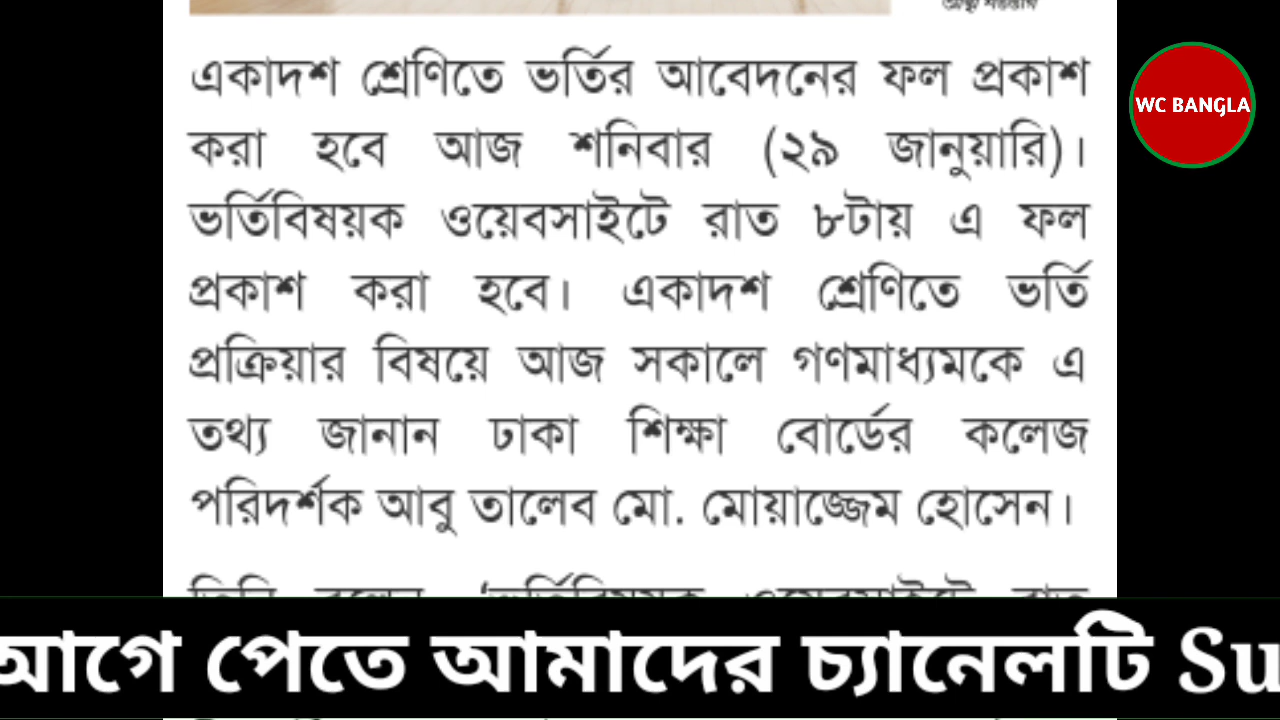 একাদশ শ্রেণিতে ভর্তির আবেদনের ফল প্রকাশ
করা হবে আজ শনিবার (২৯ জানুয়ারি)।
ভর্তিবিষয়ক ওয়েবসাইটে রাত ৮টায় এ ফল
প্রকাশ করা হবে। একাদশ শ্রেণিতে ভর্তি
প্রক্রিয়ার বিষয়ে আজ সকালে গণমাধ্যমকে এ
তথ্য জানান ঢাকা শিক্ষা বোর্ডের কলেজ
পরিদর্শক আবু তালেব মো. মোয়াজ্জেম হোসেন।
WC BANGLA
আগে পেতে আমাদের চ্যানেলটি Su